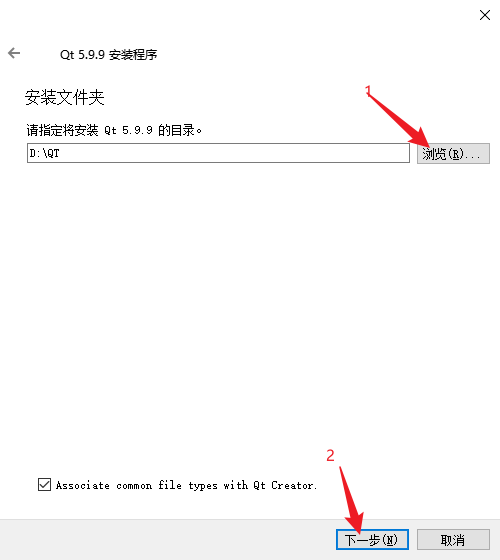 Qt 5.9.9 安装程序
安装文件夹
1
请指定将安装 Qt 5.9.9 的目录。
D:\QT
浏览(R)...
2
Associate common file types with Qt Creator.
下一步(N)
取消